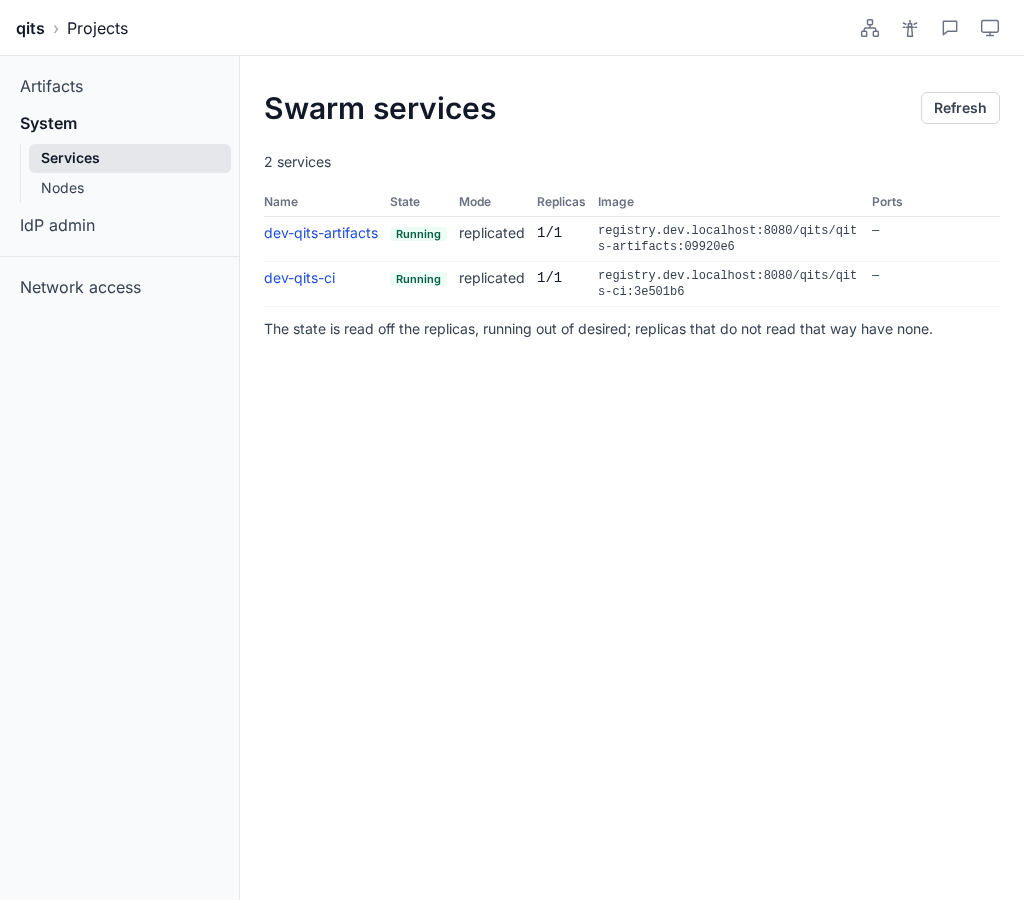 qits › Projects
Artifacts
System
Services
Nodes
IdP admin
Network access
Swarm services
Refresh
2 services
Name State Mode Replicas Image Ports
dev-qits-artifacts Running replicated 1/1 registry.dev.localhost:8080/qits/qit —
s-artifacts:09920e6
dev-qits-ci Running replicated 1/1 registry.dev.localhost:8080/qits/qit —
s-ci:3e501b6
The state is read off the replicas, running out of desired; replicas that do not read that way have none.